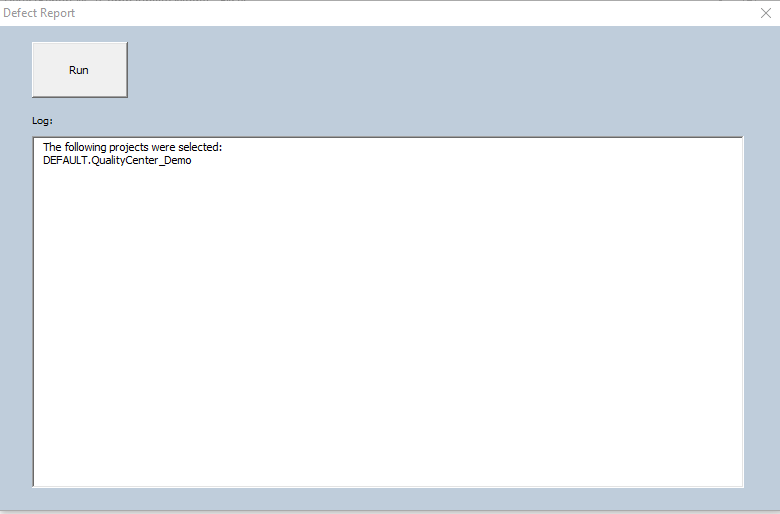 Defect Report
Run
Log:
The following projects were selected:
DEFAULT.QualityCenter_Demo